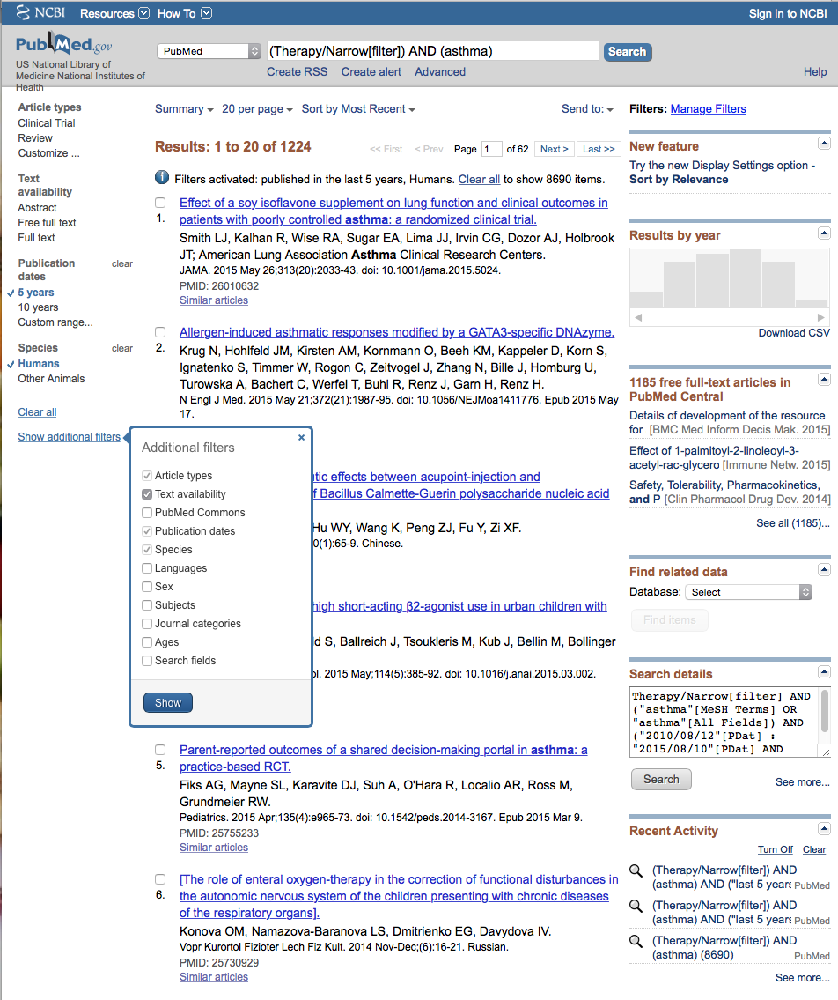 NCBI Resources How To Sign in to NCBI
PubMed.gov
US National Library of
Medicine National Institutes of
Health
PubMed (Therapy/Narrow[filter]) AND (asthma) Search
Create RSS Create alert Advanced Help
Article types
Clinical Trial
Review
Customize ...
Text
availability
Abstract
Free full text
Full text
Publication clear
dates
5 years
10 years
Custom range...
Species clear
Humans
Other Animals
Clear all
Show additional filters
Additional filters ×
Article types
Text availability
PubMed Commons
Publication dates
Species
Languages
Sex
Subjects
Journal categories
Ages
Search fields
Show
Summary 20 per page Sort by Most Recent Send to:
Results: 1 to 20 of 1224 << First < Prev Page 1 of 62 Next > Last >>
Filters activated: published in the last 5 years, Humans. Clear all to show 8690 items.
Effect of a soy isoflavone supplement on lung function and clinical outcomes in
1. patients with poorly controlled asthma: a randomized clinical trial.
Smith LJ, Kalhan R, Wise RA, Sugar EA, Lima JJ, Irvin CG, Dozor AJ, Holbrook
JT; American Lung Association Asthma Clinical Research Centers.
JAMA. 2015 May 26;313(20):2033-43. doi: 10.1001/jama.2015.5024.
PMID: 26010632
Similar articles
Allergen-induced asthmatic responses modified by a GATA3-specific DNAzyme.
2. Krug N, Hohlfeld JM, Kirsten AM, Kornmann O, Beeh KM, Kappeler D, Korn S,
Ignatenko S, Timmer W, Rogon C, Zeitvogel J, Zhang N, Bille J, Homburg U,
Turowska A, Bachert C, Werfel T, Buhl R, Renz J, Garn H, Renz H.
N Engl J Med. 2015 May 21;372(21):1987-95. doi: 10.1056/NEJMoa1411776. Epub 2015 May
17.
tic effects between acupoint-injection and
f Bacillus Calmette-Guerin polysaccharide nucleic acid
Hu WY, Wang K, Peng ZJ, Fu Y, Zi XF.
0(1):65-9. Chinese.
high short-acting β2-agonist use in urban children with
d S, Ballreich J, Tsoukleris M, Kub J, Bellin M, Bollinger
ol. 2015 May;114(5):385-92. doi: 10.1016/j.anai.2015.03.002.
Parent-reported outcomes of a shared decision-making portal in asthma: a
5. practice-based RCT.
Fiks AG, Mayne SL, Karavite DJ, Suh A, O'Hara R, Localio AR, Ross M,
Grundmeier RW.
Pediatrics. 2015 Apr;135(4):e965-73. doi: 10.1542/peds.2014-3167. Epub 2015 Mar 9.
PMID: 25755233
Similar articles
[The role of enteral oxygen-therapy in the correction of functional disturbances in
6. the autonomic nervous system of the children presenting with chronic diseases
of the respiratory organs].
Konova OM, Namazova-Baranova LS, Dmitrienko EG, Davydova IV.
Vopr Kurortol Fizioter Lech Fiz Kult. 2014 Nov-Dec;(6):16-21. Russian.
PMID: 25730929
Similar articles
Filters: Manage Filters
New feature
Try the new Display Settings option -
Sort by Relevance
Results by year
Download CSV
1185 free full-text articles in
PubMed Central
Details of development of the resource
for [BMC Med Inform Decis Mak. 2015]
Effect of 1-palmitoyl-2-linoleoyl-3-
acetyl-rac-glycero [Immune Netw. 2015]
Safety, Tolerability, Pharmacokinetics,
and P [Clin Pharmacol Drug Dev. 2014]
See all (1185)...
Find related data
Database: Select
Find items
Search details
Therapy/Narrow[filter] AND
("asthma"[MeSH Terms] OR
"asthma"[All Fields]) AND
("2010/08/12"[PDat] :
"2015/08/10"[PDat] AND
Search See more...
Recent Activity
Turn Off Clear
(Therapy/Narrow[filter]) AND
(asthma) AND ("last 5 years PubMed
(Therapy/Narrow[filter]) AND
(asthma) AND ("last 5 years PubMed
(Therapy/Narrow[filter]) AND
(asthma) (8690) PubMed
See more...